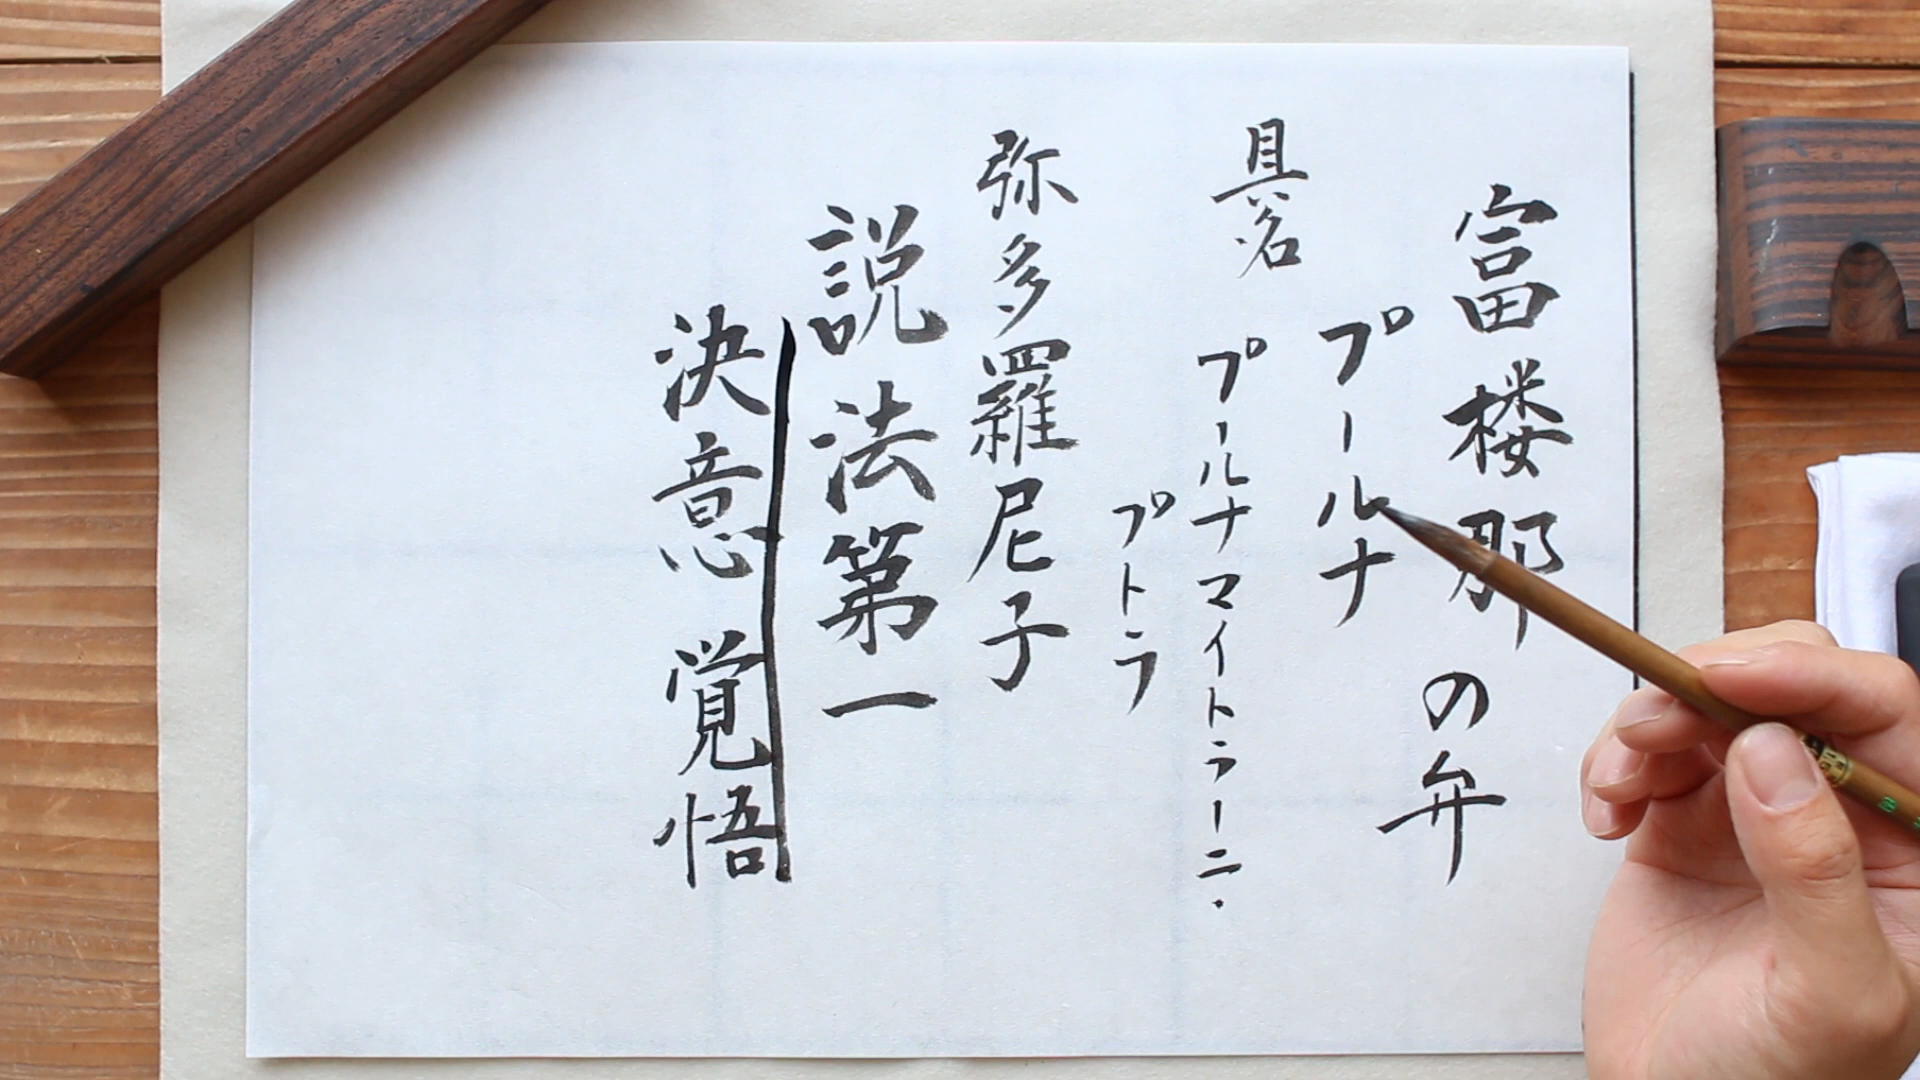 富楼那の弁
プールナ
具名 プールナマイトラーニ・
プトラ
弥多羅尼子
説法第一
決意 覚悟